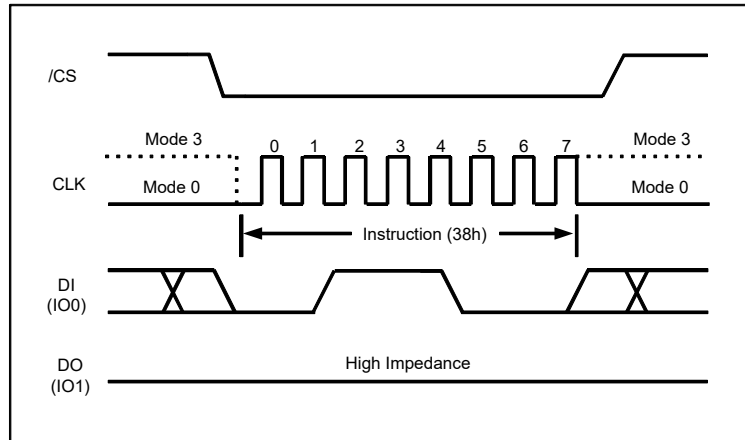 /CS
Mode 3
0 1 2 3 4 5 6 7
Mode 3
CLK
Mode 0
Mode 0
Instruction (38h)
DI
(IO0)
High Impedance
DO
(IO1)